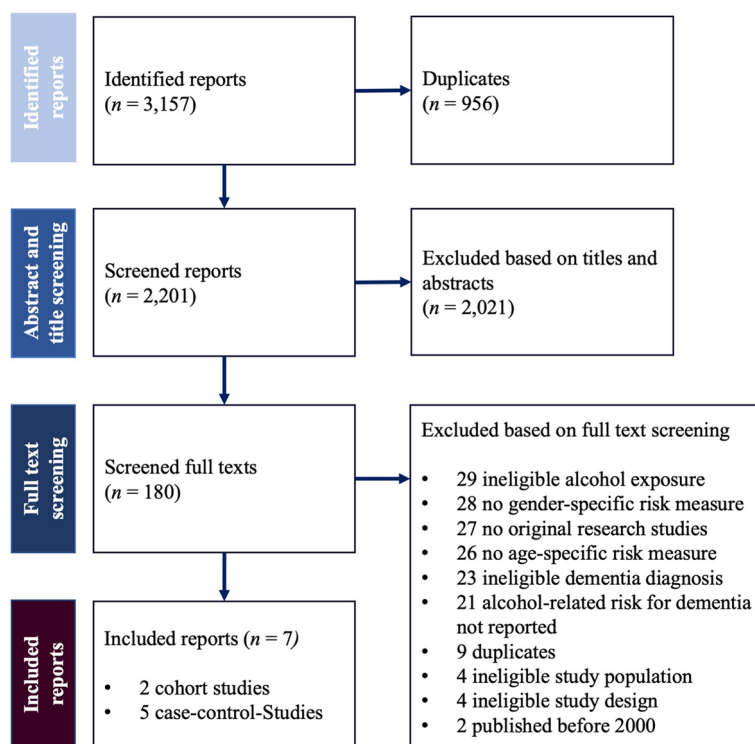 Identified
reports
Identified reports
(n = 3,157)
Duplicates
(n = 956)
Abstract and
title screening
Screened reports
(n = 2,201)
Excluded based on titles and
abstracts
(n = 2,021)
Full text
screening
Screened full texts
(n = 180)
Excluded based on full text screening
• 29 ineligible alcohol exposure
• 28 no gender-specific risk measure
• 27 no original research studies
• 26 no age-specific risk measure
• 23 ineligible dementia diagnosis
• 21 alcohol-related risk for dementia
not reported
• 9 duplicates
• 4 ineligible study population
• 4 ineligible study design
• 2 published before 2000
Included
reports
Included reports (n = 7)
• 2 cohort studies
• 5 case-control-Studies